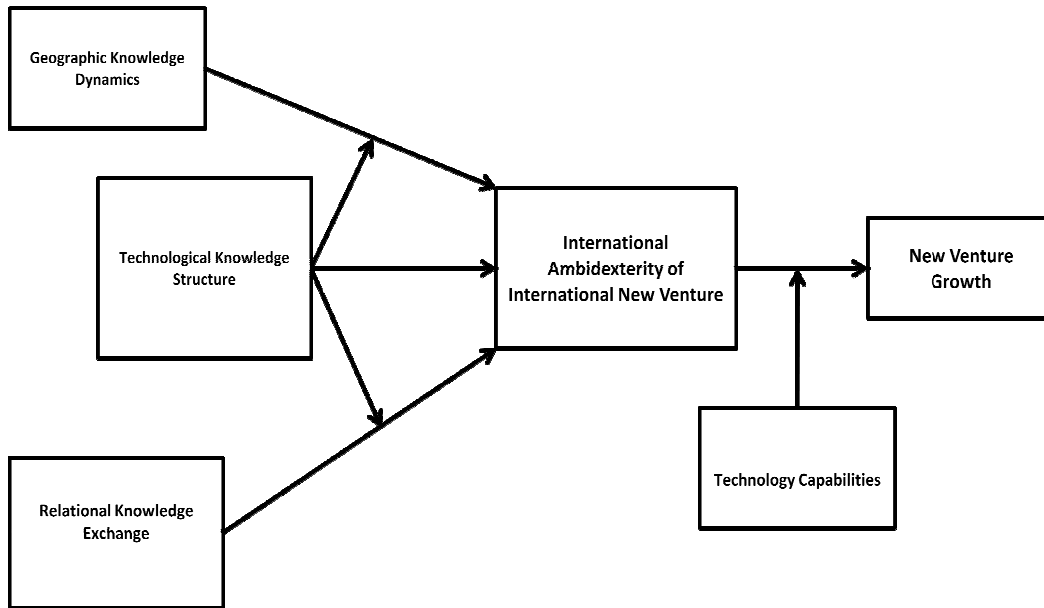 Geographic Knowledge
Dynamics
Technological Knowledge
Structure
International
Ambidexterity of
International New Venture
New Venture
Growth
Relational Knowledge
Exchange
Technology Capabilities